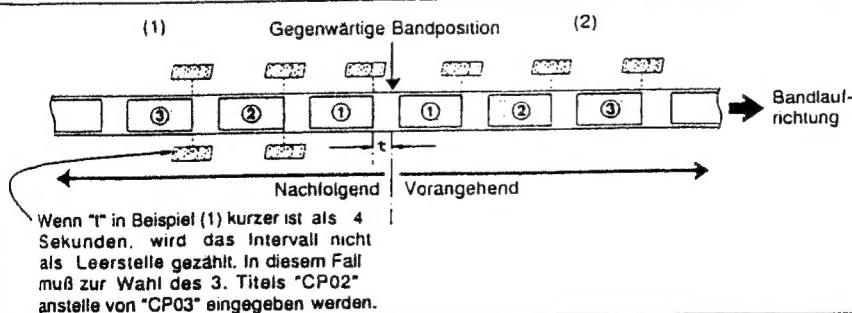 (1)
Gegenwärtige Bandposition
(2)
③ ② ① ① ② ③
Bandlauf-
richtung
t
Nachfolgend Vorangehend
Wenn "t" in Beispiel (1) kurzer ist als 4
Sekunden, wird das Intervall nicht
als Leerstelle gezählt. In diesem Fall
muß zur Wahl des 3. Titels "CP02"
anstelle von "CP03" eingegeben werden.